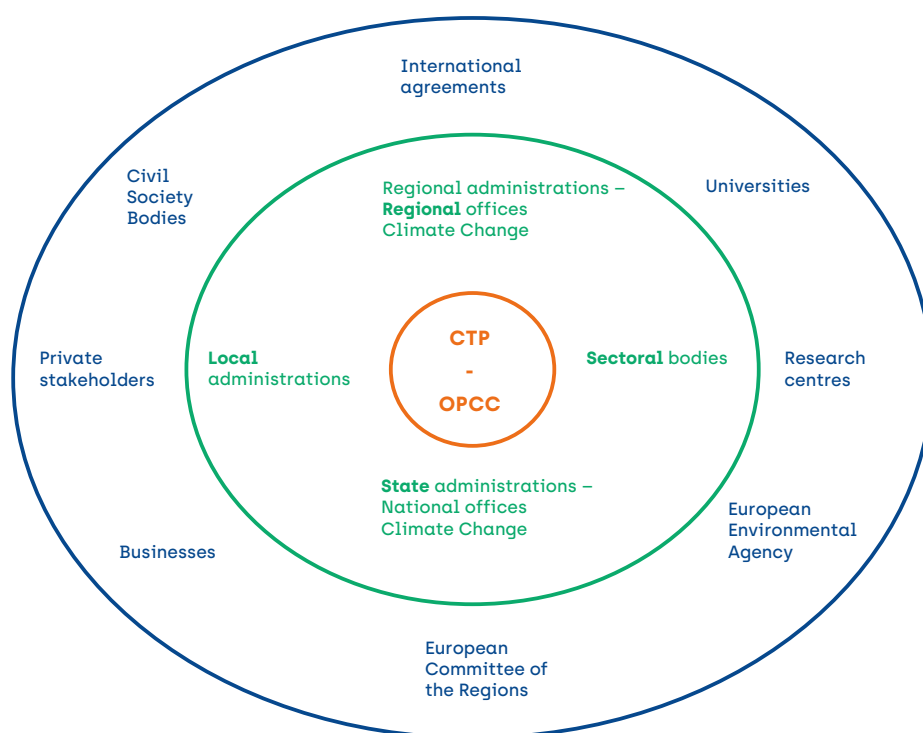 International
agreements
Civil
Society
Bodies
Universities
Regional administrations –
Regional offices
Climate Change
CTP
-
OPCC
Private
stakeholders
Local
administrations
Sectoral bodies
Research
centres
State administrations –
National offices
Climate Change
European
Environmental
Agency
Businesses
European
Committee of
the Regions